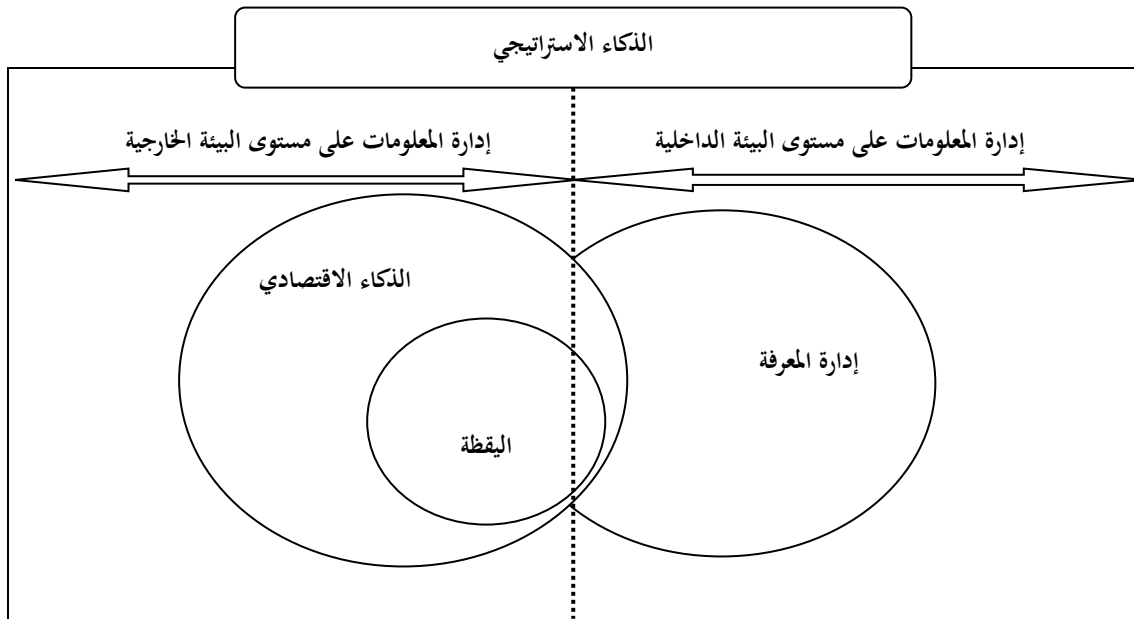 الذكاء الاستراتيجي
إدارة المعلومات على مستوى البيئة الداخلية
إدارة المعلومات على مستوى البيئة الخارجية
الذكاء الاقتصادي
إدارة المعرفة
اليقظة